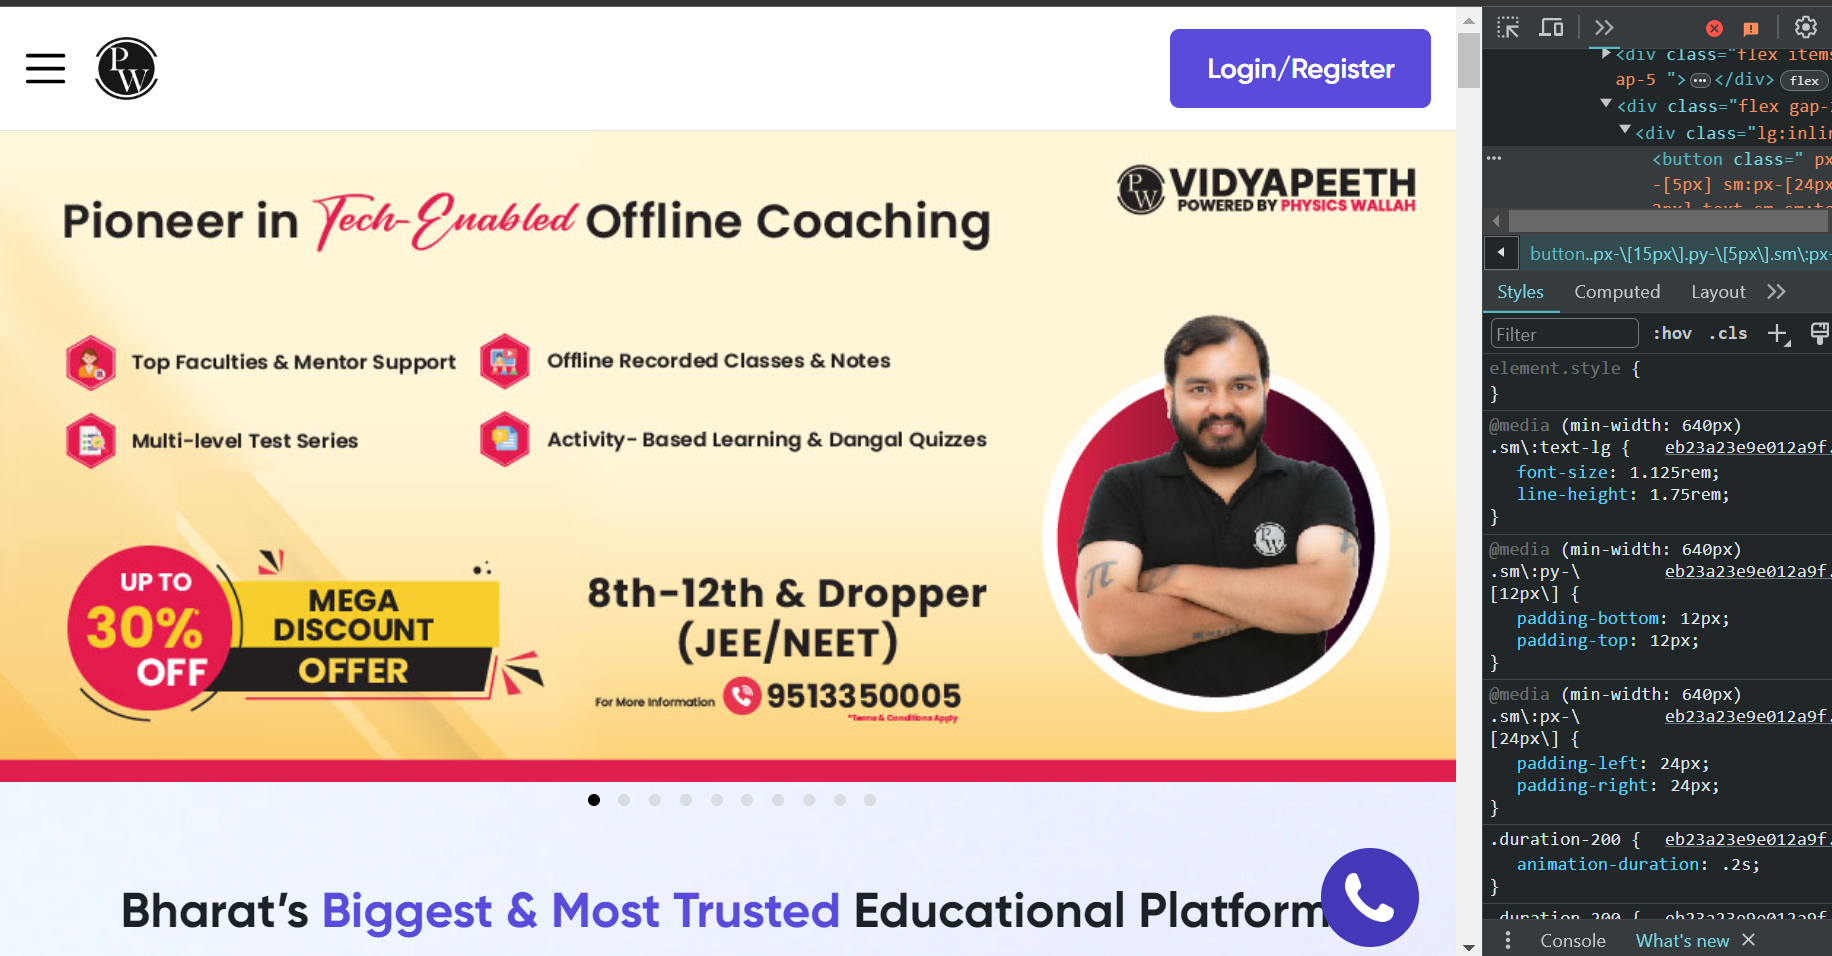 PW
Login/Register
Pioneer in Tech-Enabled Offline Coaching
PW VIDYAPEETH
POWERED BY PHYSICS WALLAH
Top Faculties & Mentor Support
Offline Recorded Classes & Notes
Multi-level Test Series
Activity- Based Learning & Dangal Quizzes
PW
π
UP TO
30%*
OFF
MEGA
DISCOUNT
OFFER
8th-12th & Dropper
(JEE/NEET)
For More Information 9513350005
*Terms & Conditions Apply
Bharat’s Biggest & Most Trusted Educational Platform
<div class="flex items
ap-5 ">…</div> flex
<div class="flex gap-
<div class="lg:inlin
<button class=" px
-[5px] sm:px-[24px
button..px-\[15px\].py-\[5px\].sm\:px-
Styles Computed Layout
Filter :hov .cls
element.style {
}
@media (min-width: 640px)
.sm\:text-lg { eb23a23e9e012a9f.
font-size: 1.125rem;
line-height: 1.75rem;
}
@media (min-width: 640px)
.sm\:py-\ eb23a23e9e012a9f.
[12px\] {
padding-bottom: 12px;
padding-top: 12px;
}
@media (min-width: 640px)
.sm\:px-\ eb23a23e9e012a9f.
[24px\] {
padding-left: 24px;
padding-right: 24px;
}
.duration-200 { eb23a23e9e012a9f.
animation-duration: .2s;
}
.duration-200 { eb23a23e9e012a9f.
Console What's new